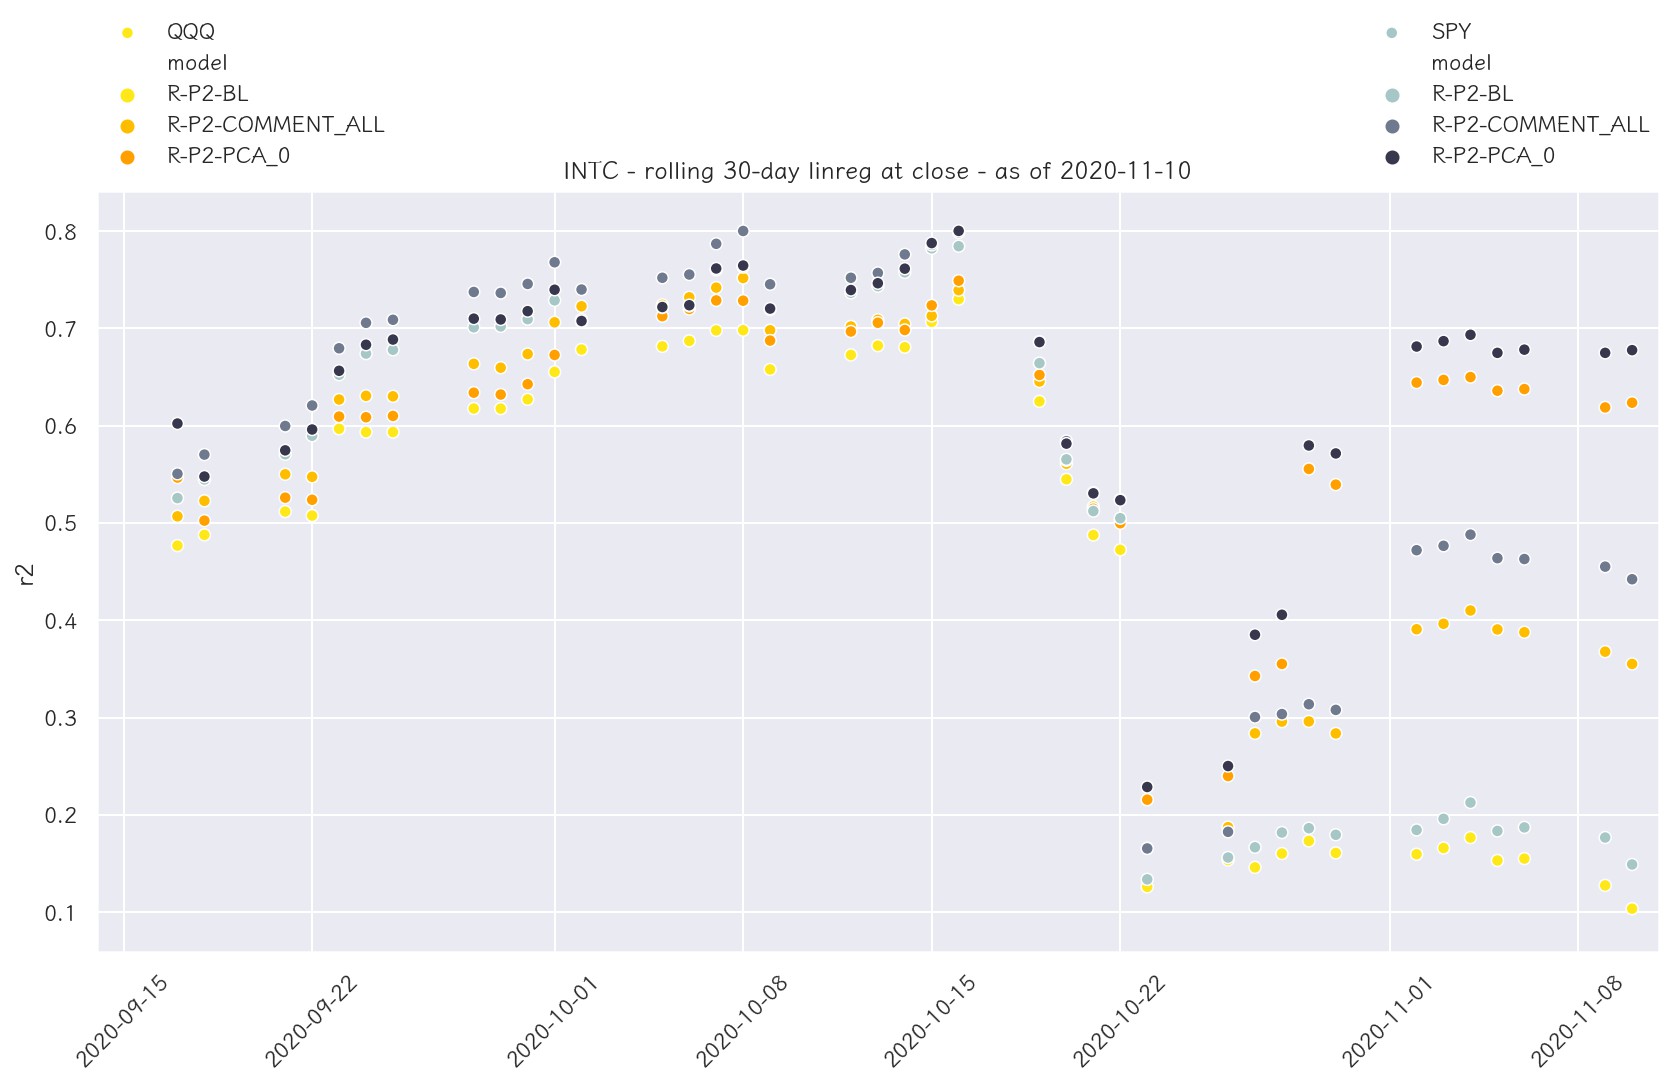 QQQ
model
R-P2-BL
R-P2-COMMENT_ALL
R-P2-PCA_0
SPY
model
R-P2-BL
R-P2-COMMENT_ALL
R-P2-PCA_0
INTC - rolling 30-day linreg at close - as of 2020-11-10
0.8
0.7
0.6
0.5
0.4
0.3
0.2
0.1
r2
2020-09-15
2020-09-22
2020-10-01
2020-10-08
2020-10-15
2020-10-22
2020-11-01
2020-11-08